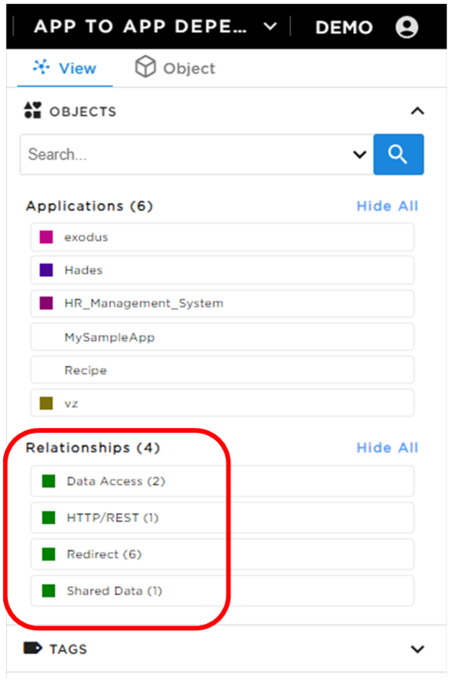 APP TO APP DEPE... DEMO
View Object
OBJECTS
Search...
Applications (6) Hide All
exodus
Hades
HR_Management_System
MySampleApp
Recipe
vz
Relationships (4) Hide All
Data Access (2)
HTTP/REST (1)
Redirect (6)
Shared Data (1)
TAGS